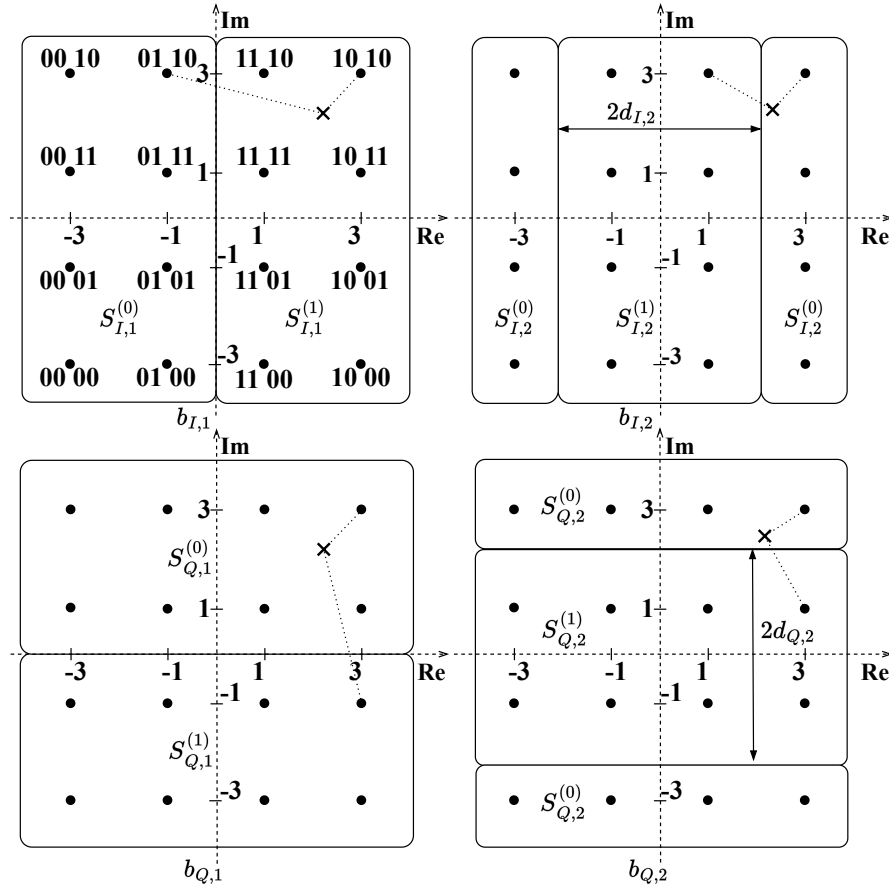 Im
00 10 01 10 11 10 10 10
3
00 11 01 11 11 11 10 11
1
-3 -1 1 3 Re
-1
00 01 01 01 11 01 10 01
S_{I,1}^{(0)} S_{I,1}^{(1)}
-3
00 00 01 00 11 00 10 00
b_{I,1}
Im
3
2d_{I,2}
1
-3 -1 1 3 Re
-1
S_{I,2}^{(0)} S_{I,2}^{(1)} S_{I,2}^{(0)}
-3
b_{I,2}
Im
3
S_{Q,1}^{(0)}
1
-3 -1 1 3 Re
-1
S_{Q,1}^{(1)}
-3
b_{Q,1}
Im
S_{Q,2}^{(0)} 3
1
S_{Q,2}^{(1)} 2d_{Q,2}
-3 -1 1 3 Re
-1
S_{Q,2}^{(0)} -3
b_{Q,2}